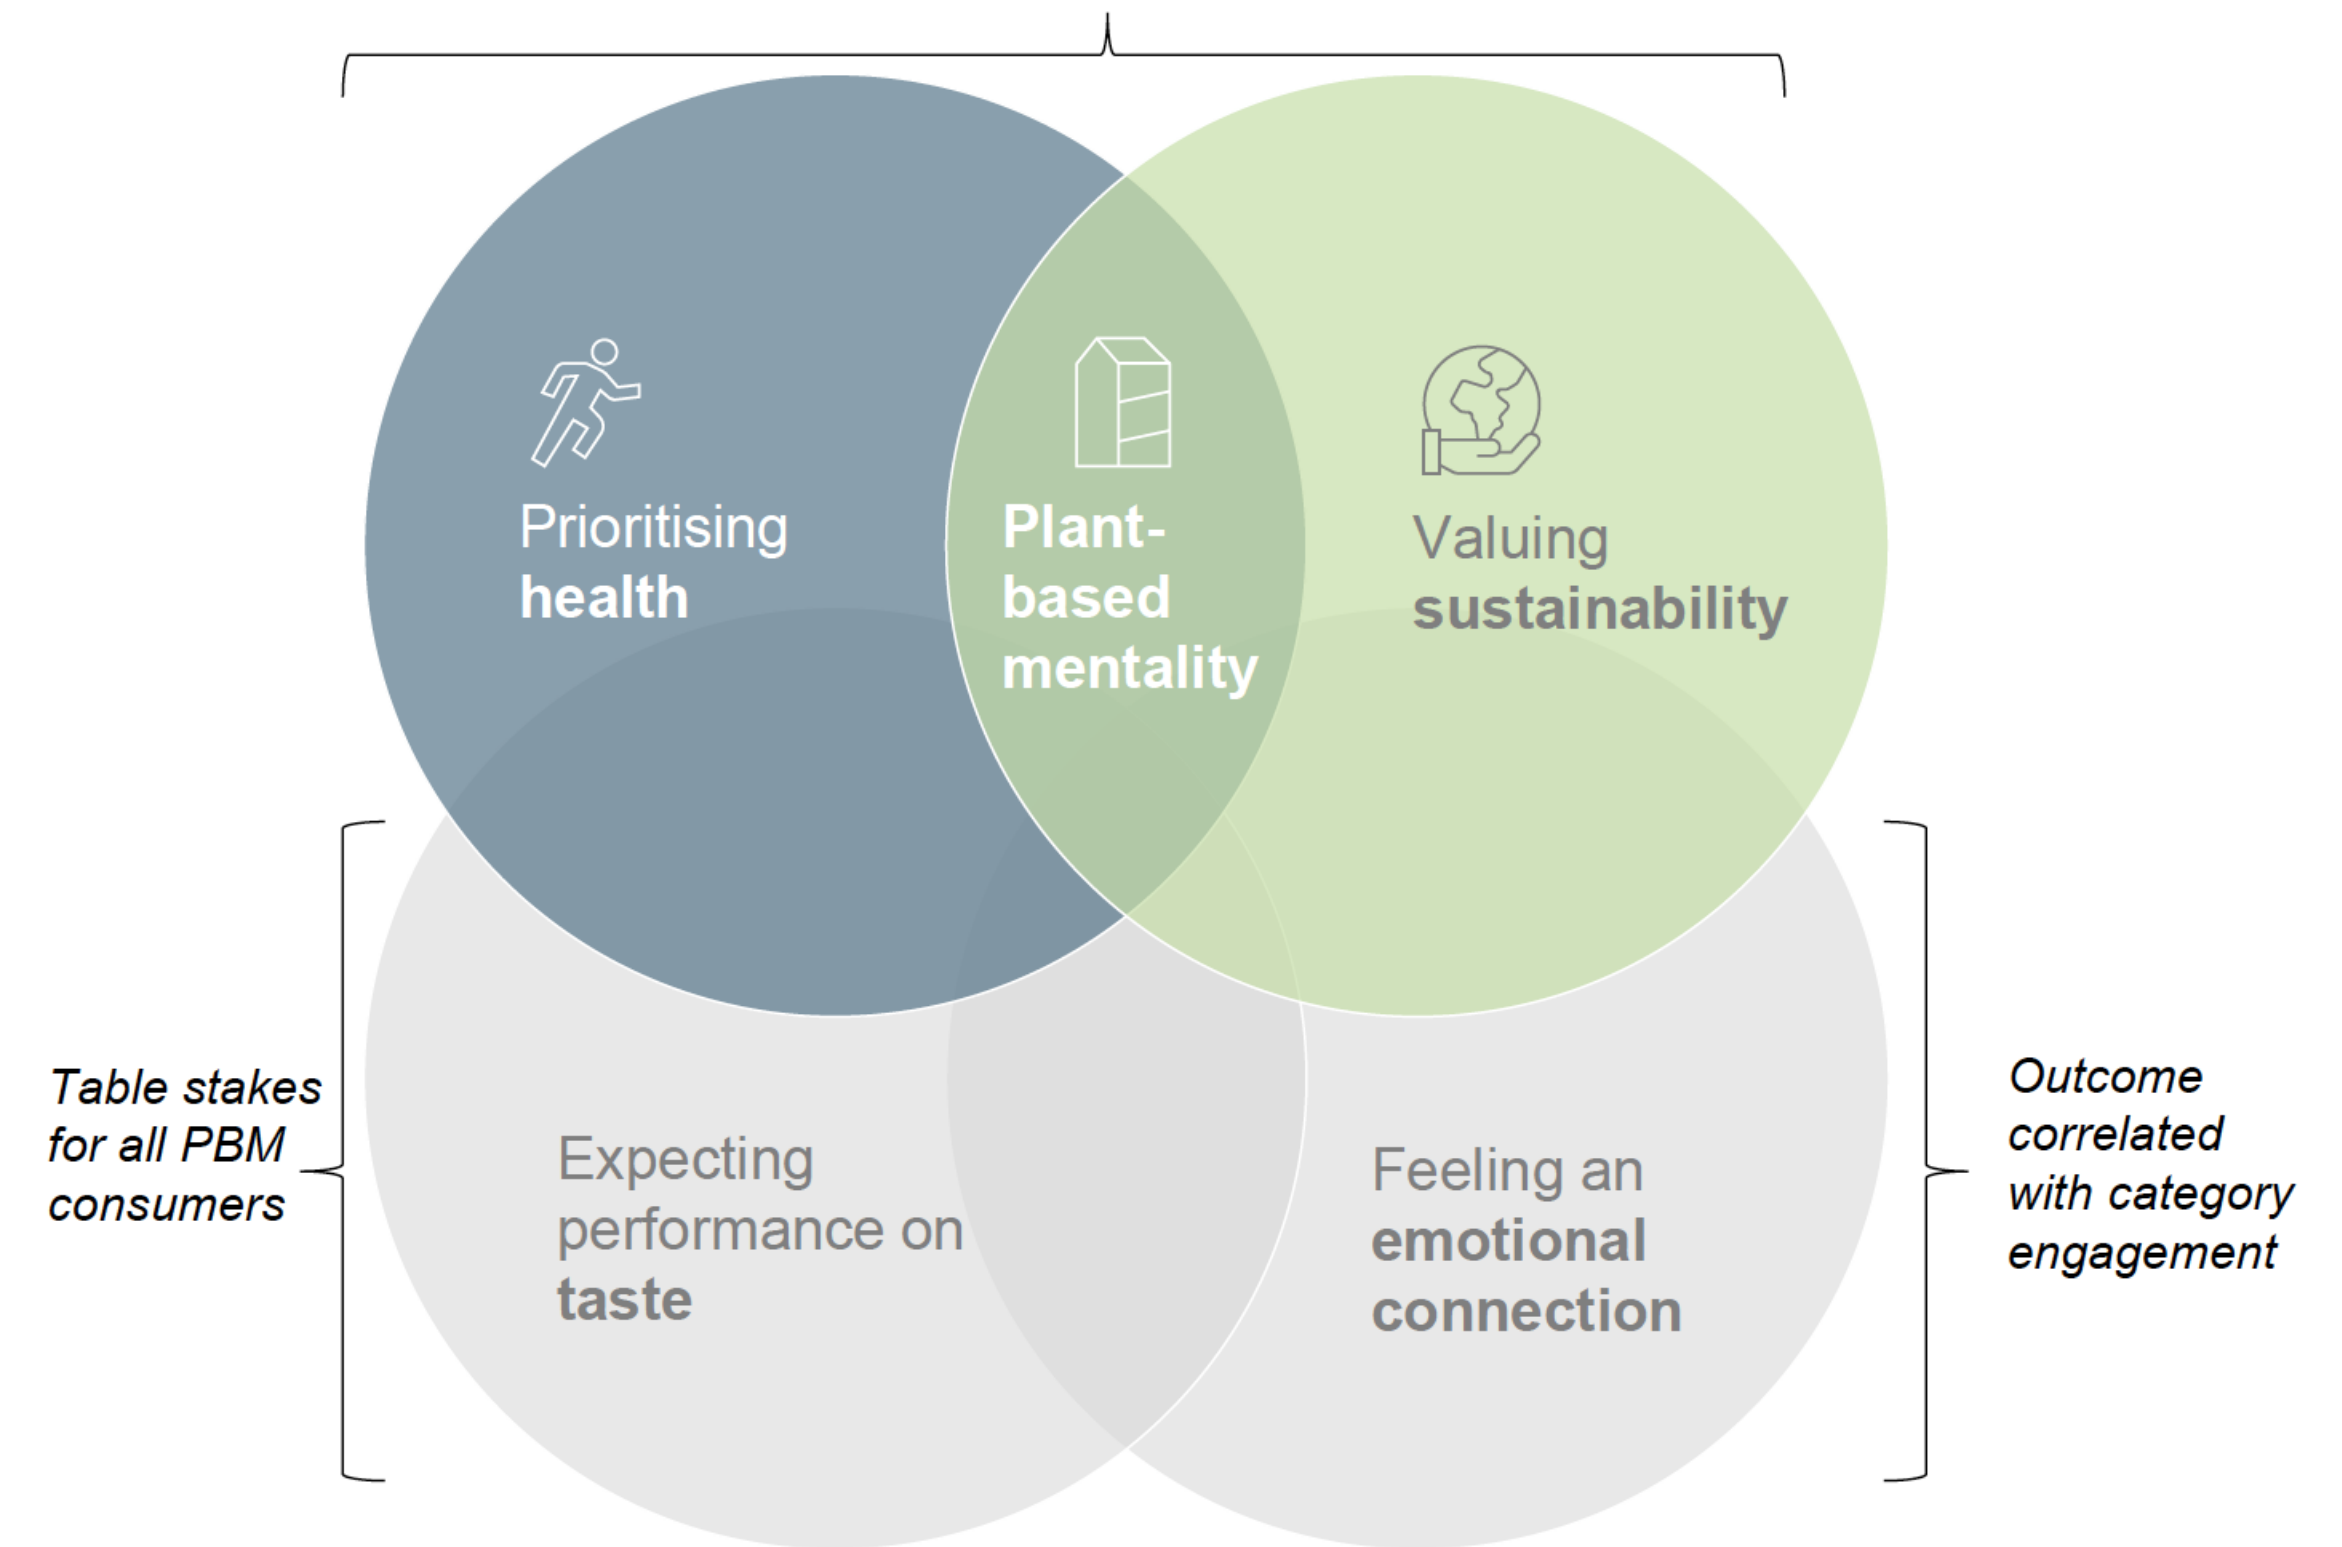 Prioritising
health
Plant-
based
mentality
Valuing
sustainability
Table stakes
for all PBM
consumers
Expecting
performance on
taste
Feeling an
emotional
connection
Outcome
correlated
with category
engagement